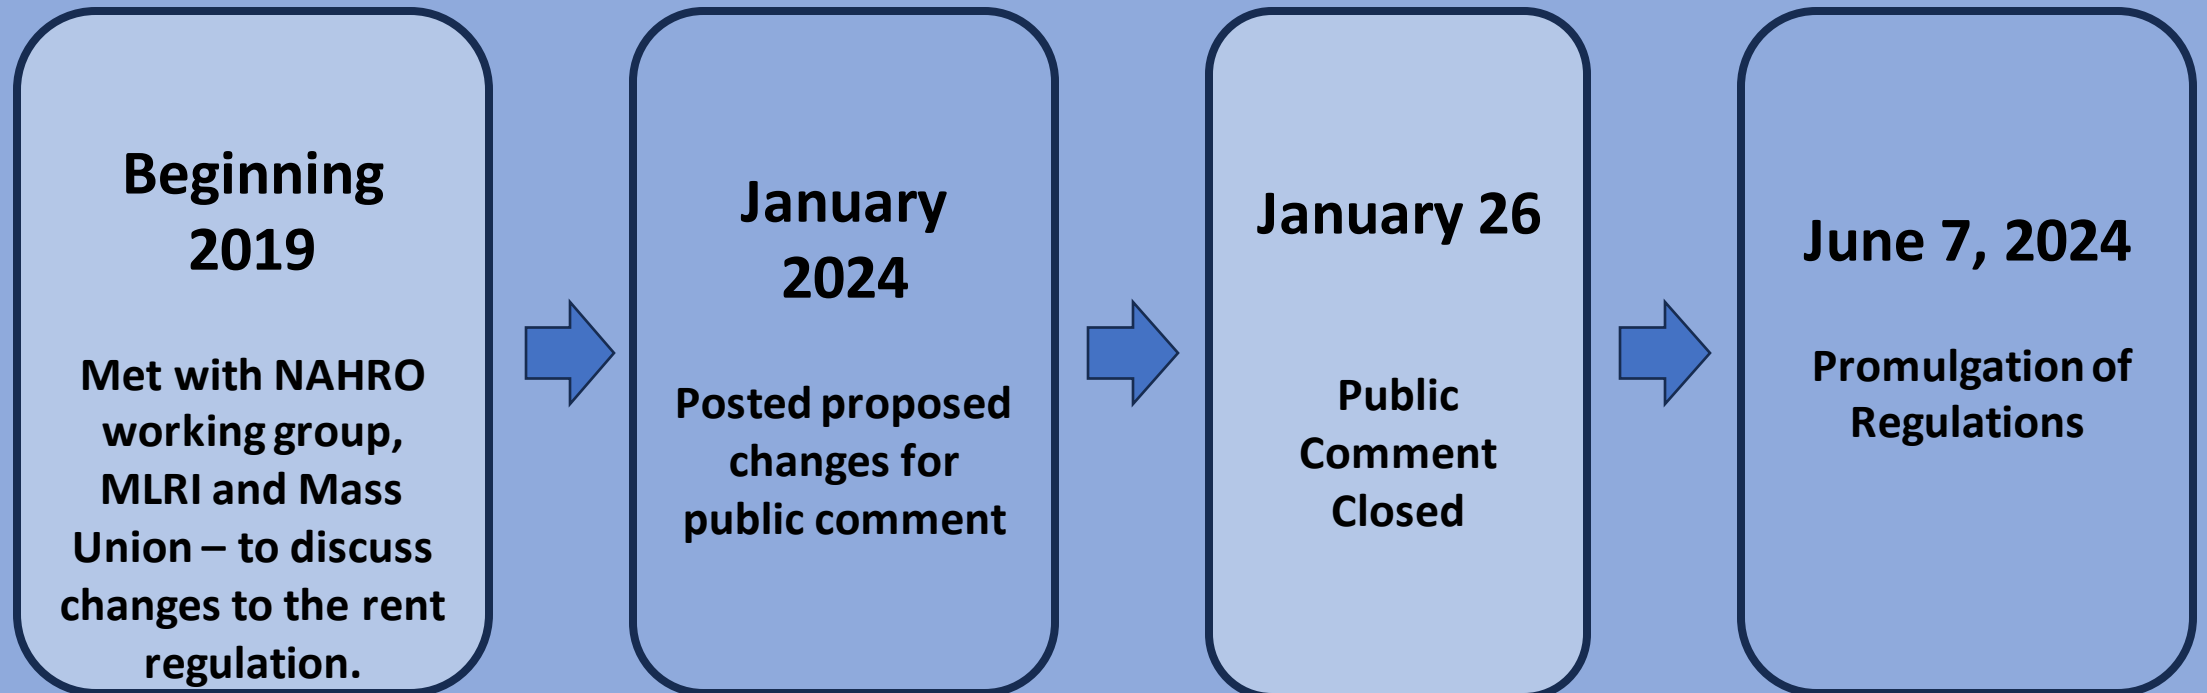 Beginning
2019
Met with NAHRO
working group,
MLRI and Mass
Union – to discuss
changes to the rent
regulation.
January
2024
Posted proposed
changes for
public comment
January 26
Public
Comment
Closed
June 7, 2024
Promulgation of
Regulations